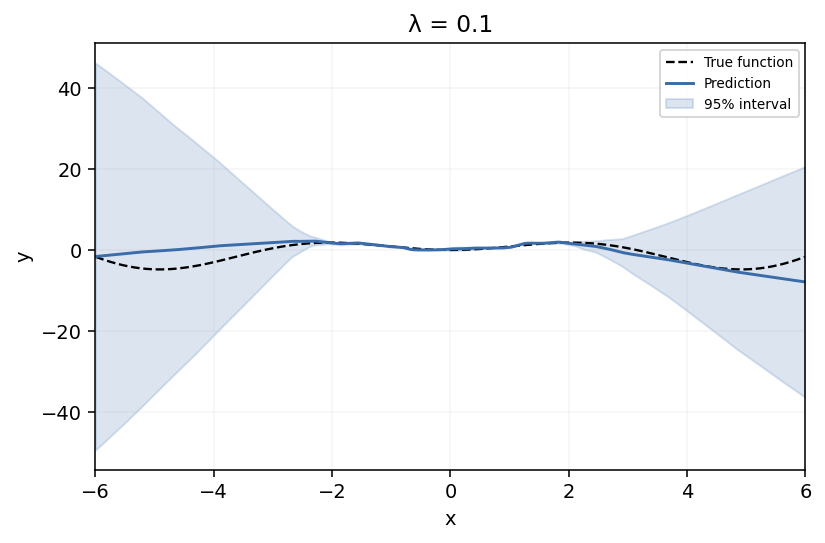 λ = 0.1
True function
Prediction
95% interval
40
20
0
−20
−40
y
−6
−4
−2
0
2
4
6
x